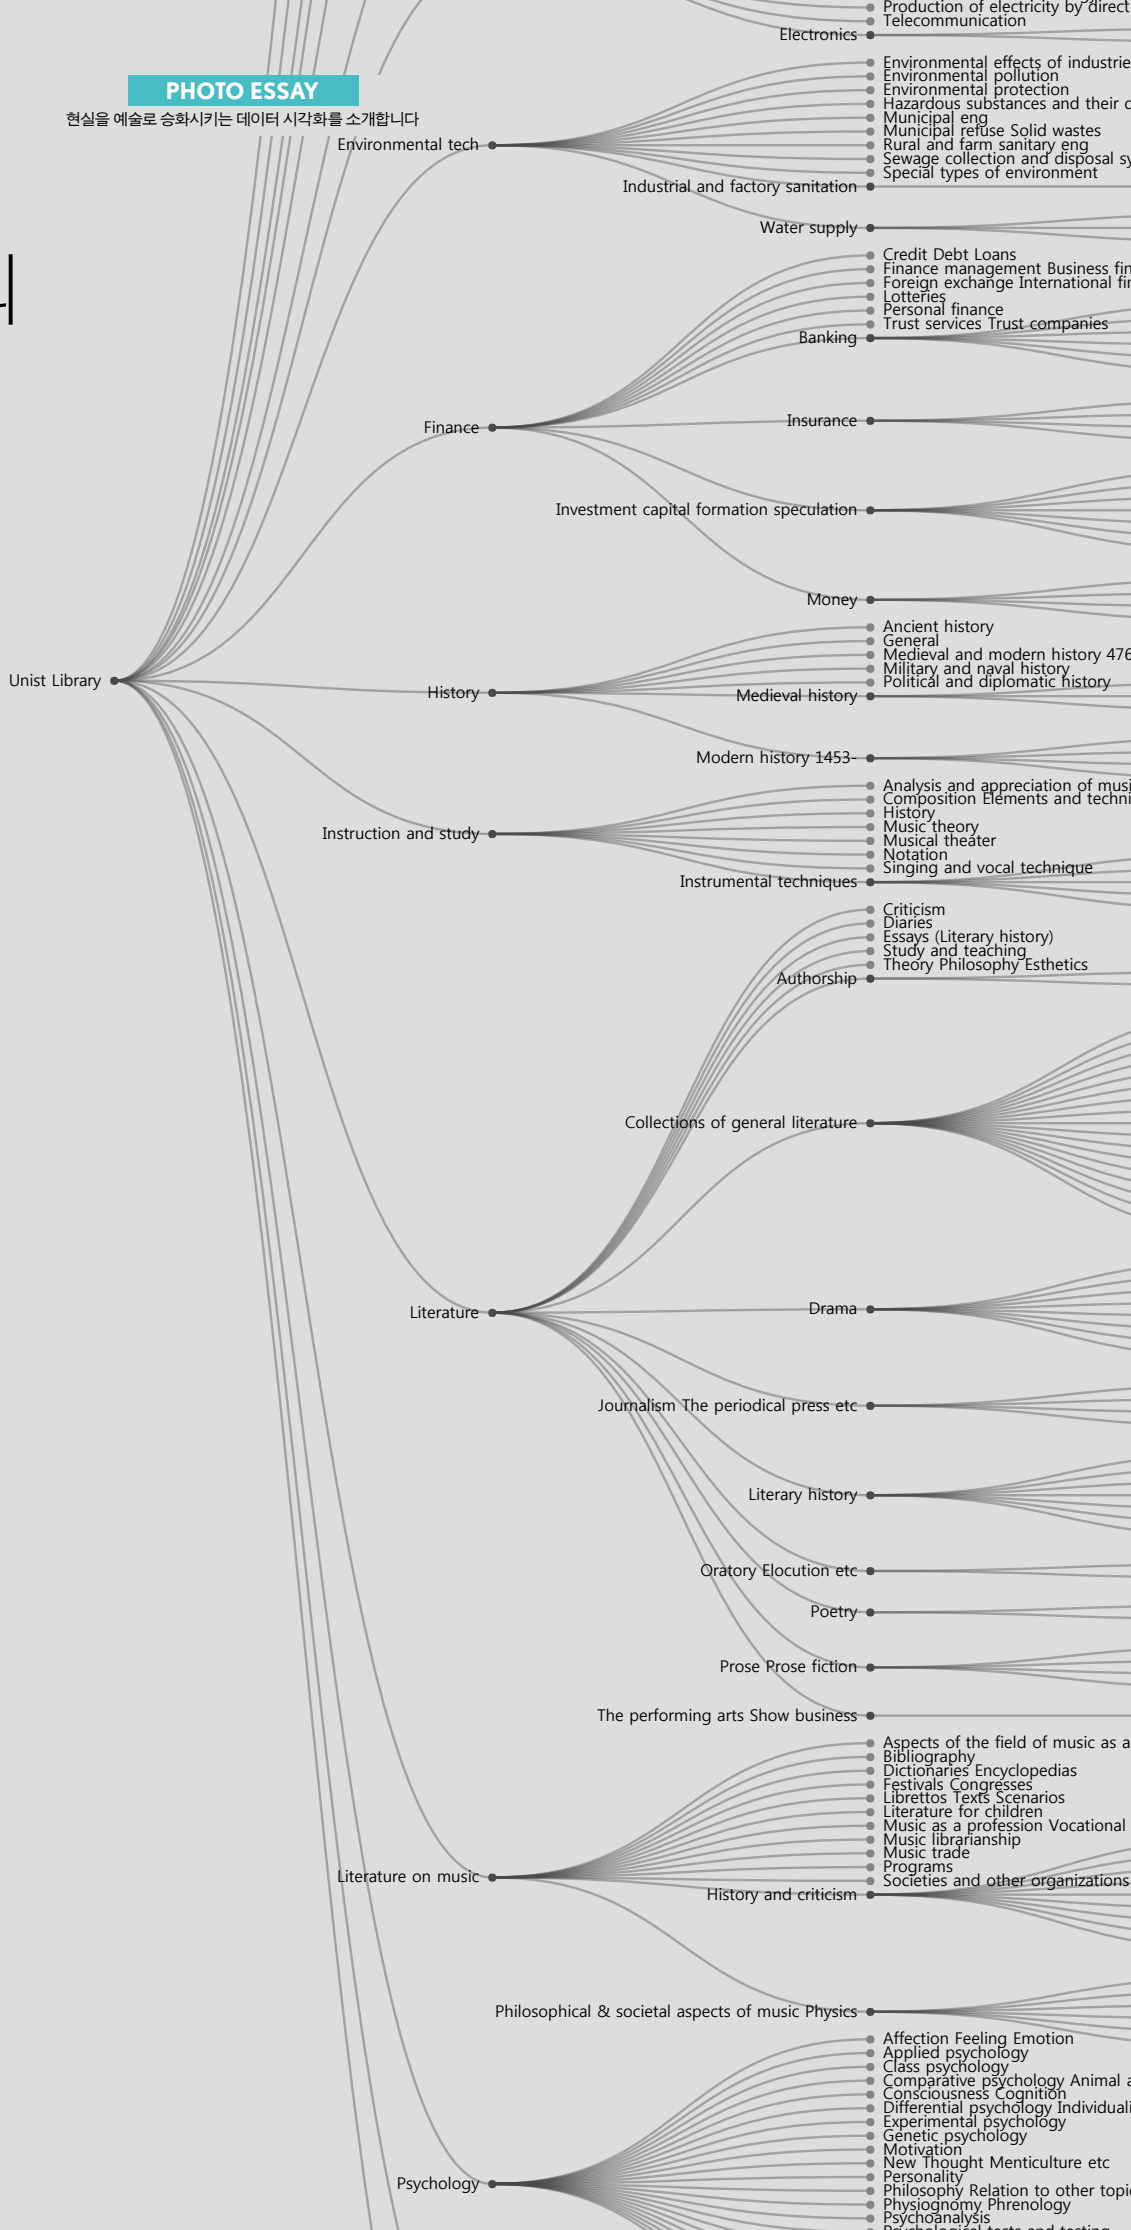 Production of electricity by direct
Telecommunication
Electronics
Environmental effects of industrie
Environmental pollution
PHOTO ESSAY
Environmental protection
Hazardous substances and their
현실을 예술로 승화시키는 데이터 시각화를 소개합니다
Municipal eng
Municipal refuse Solid wastes
Environmental tech
Rural and farm sanitary eng
Sewage collection and disposal sy
Special types of environment
Industrial and factory sanitation
Water supply
Credit Debt Loans
Finance management Business fin
Foreign exchange International fi
Lotteries
Personal finance
Trust services Trust companies
Banking
Insurance
Finance
Investment capital formation speculation
Money
Ancient history
General
Medieval and modern history 476
Military and naval history
Unist Library
Political and diplomatic history
History
Medieval history
Modern history 1453-
Analysis and appreciation of musi
Composition Elements and techni
History
Music theory
Instruction and study
Musical theater
Notation
Singing and vocal technique
Instrumental techniques
Criticism
Diaries
Essays (Literary history)
Study and teaching
Theory Philosophy Esthetics
Authorship
Collections of general literature
Drama
Literature
Journalism The periodical press etc
Literary history
Oratory Elocution etc
Poetry
Prose Prose fiction
The performing arts Show business
Aspects of the field of music as a
Bibliography
Dictionaries Encyclopedias
Festivals Congresses
Librettos Texts Scenarios
Literature for children
Music as a profession Vocational
Music librarianship
Music trade
Programs
Literature on music
Societies and other organizations
History and criticism
Philosophical & societal aspects of music Physics
Affection Feeling Emotion
Applied psychology
Class psychology
Comparative psychology Animal a
Consciousness Cognition
Differential psychology Individuali
Experimental psychology
Genetic psychology
Motivation
New Thought Menticulture etc
Personality
Psychology
Philosophy Relation to other topi
Physiognomy Phrenology
Psychoanalysis
Psychological tests and testing